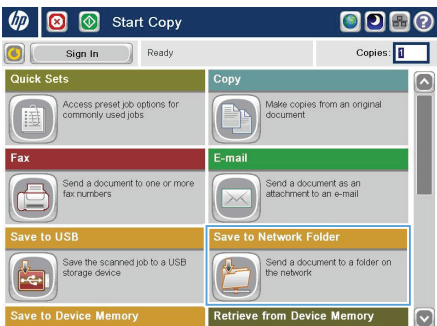 hp Start Copy ?
Sign In Ready Copies: 1
Quick Sets Copy
Access preset job options for Make copies from an original
commonly used jobs document
Fax E-mail
Send a document to one or more Send a document as an
fax numbers attachment to an e-mail
Save to USB Save to Network Folder
Save the scanned job to a USB Send a document to a folder on
storage device the network
Save to Device Memory Retrieve from Device Memory